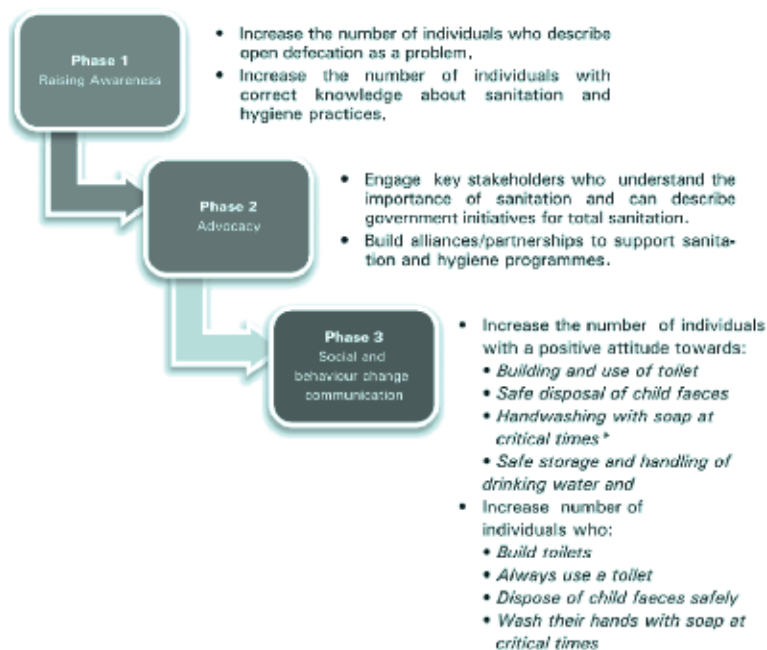 Phase 1
Raising Awareness
• Increase the number of individuals who describe
open defecation as a problem,
• Increase the number of individuals with
correct knowledge about sanitation and
hygiene practices,
Phase 2
Advocacy
• Engage key stakeholders who understand the
importance of sanitation and can describe
government initiatives for total sanitation.
• Build alliances/partnerships to support sanita-
tion and hygiene programmes.
Phase 3
Social and
behaviour change
communication
• Increase the number of individuals
with a positive attitude towards:
• Building and use of toilet
• Safe disposal of child faeces
• Handwashing with soap at
critical times*
• Safe storage and handling of
drinking water and
• Increase number of
individuals who:
• Build toilets
• Always use a toilet
• Dispose of child faeces safely
• Wash their hands with soap at
critical times